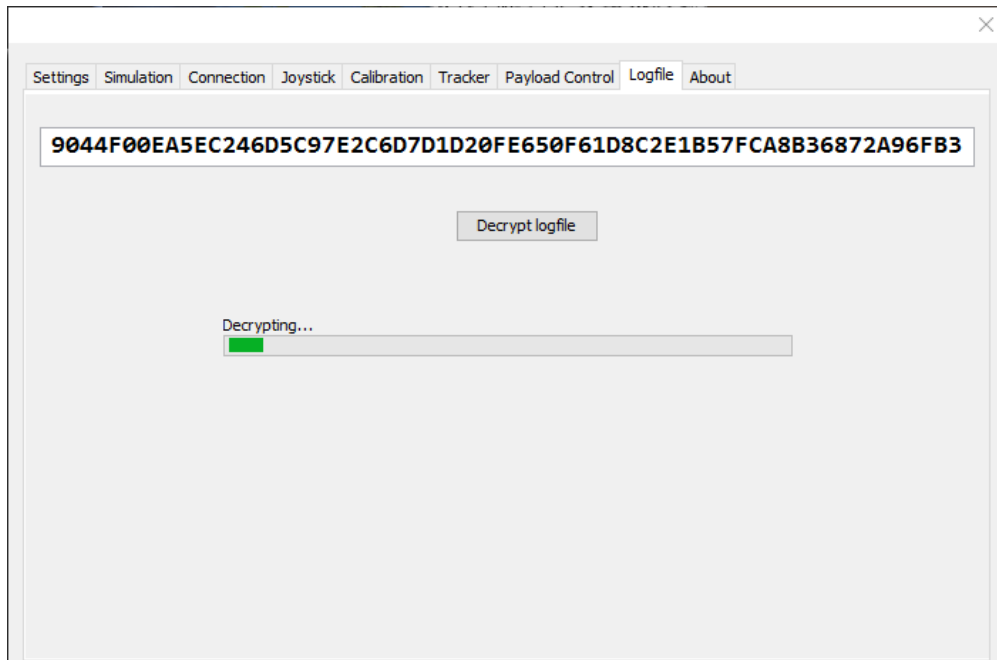 Settings Simulation Connection Joystick Calibration Tracker Payload Control Logfile About
9044F00EA5EC246D5C97E2C6D7D1D20FE650F61D8C2E1B57FCA8B36872A96FB3
Decrypt logfile
Decrypting...